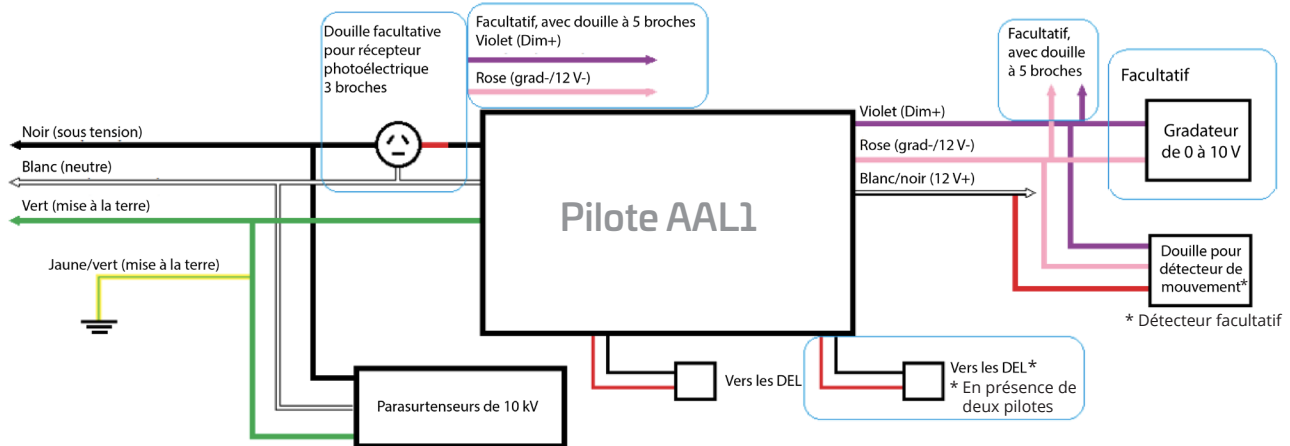 Douille facultative
pour récepteur
photoélectrique
3 broches
Facultatif, avec douille à 5 broches
Violet (Dim+)
Rose (grad-/12 V-)
Noir (sous tension)
Blanc (neutre)
Vert (mise à la terre)
Jaune/vert (mise à la terre)
Pilote AAL1
Parasurtenseurs de 10 kV
Vers les DEL
Vers les DEL*
* En présence de
deux pilotes
Violet (Dim+)
Rose (grad-/12 V-)
Blanc/noir (12 V+)
Facultatif,
avec douille
à 5 broches
Facultatif
Gradateur
de 0 à 10 V
Douille pour
détecteur de
mouvement*
* Détecteur facultatif